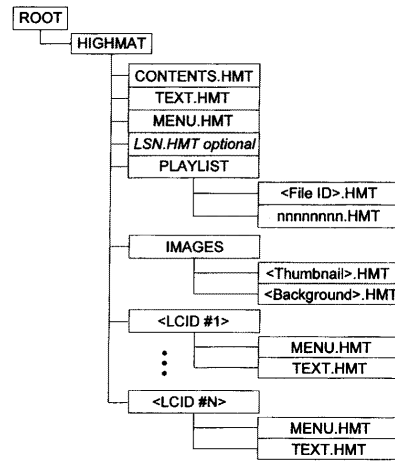 ROOT
HIGHMAT
CONTENTS.HMT
TEXT.HMT
MENU.HMT
LSN.HMT optional
PLAYLIST
<File ID>.HMT
nnnnnnnn.HMT
IMAGES
<Thumbnail>.HMT
<Background>.HMT
<LCID #1>
MENU.HMT
TEXT.HMT
<LCID #N>
MENU.HMT
TEXT.HMT